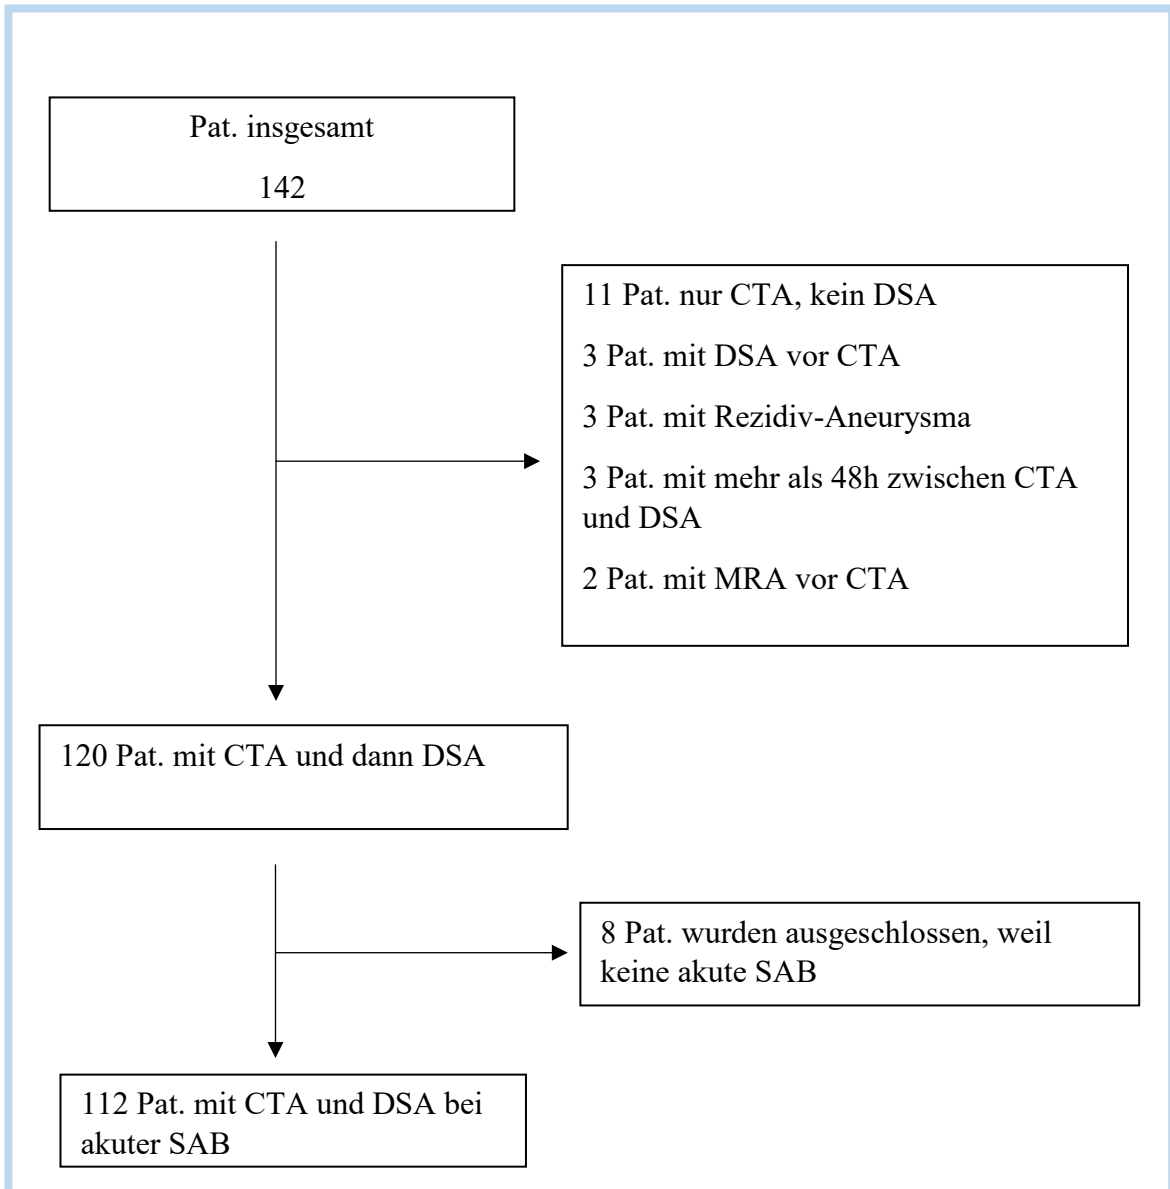 Pat. insgesamt
142
11 Pat. nur CTA, kein DSA
3 Pat. mit DSA vor CTA
3 Pat. mit Rezidiv-Aneurysma
3 Pat. mit mehr als 48h zwischen CTA
und DSA
2 Pat. mit MRA vor CTA
120 Pat. mit CTA und dann DSA
8 Pat. wurden ausgeschlossen, weil
keine akute SAB
112 Pat. mit CTA und DSA bei
akuter SAB